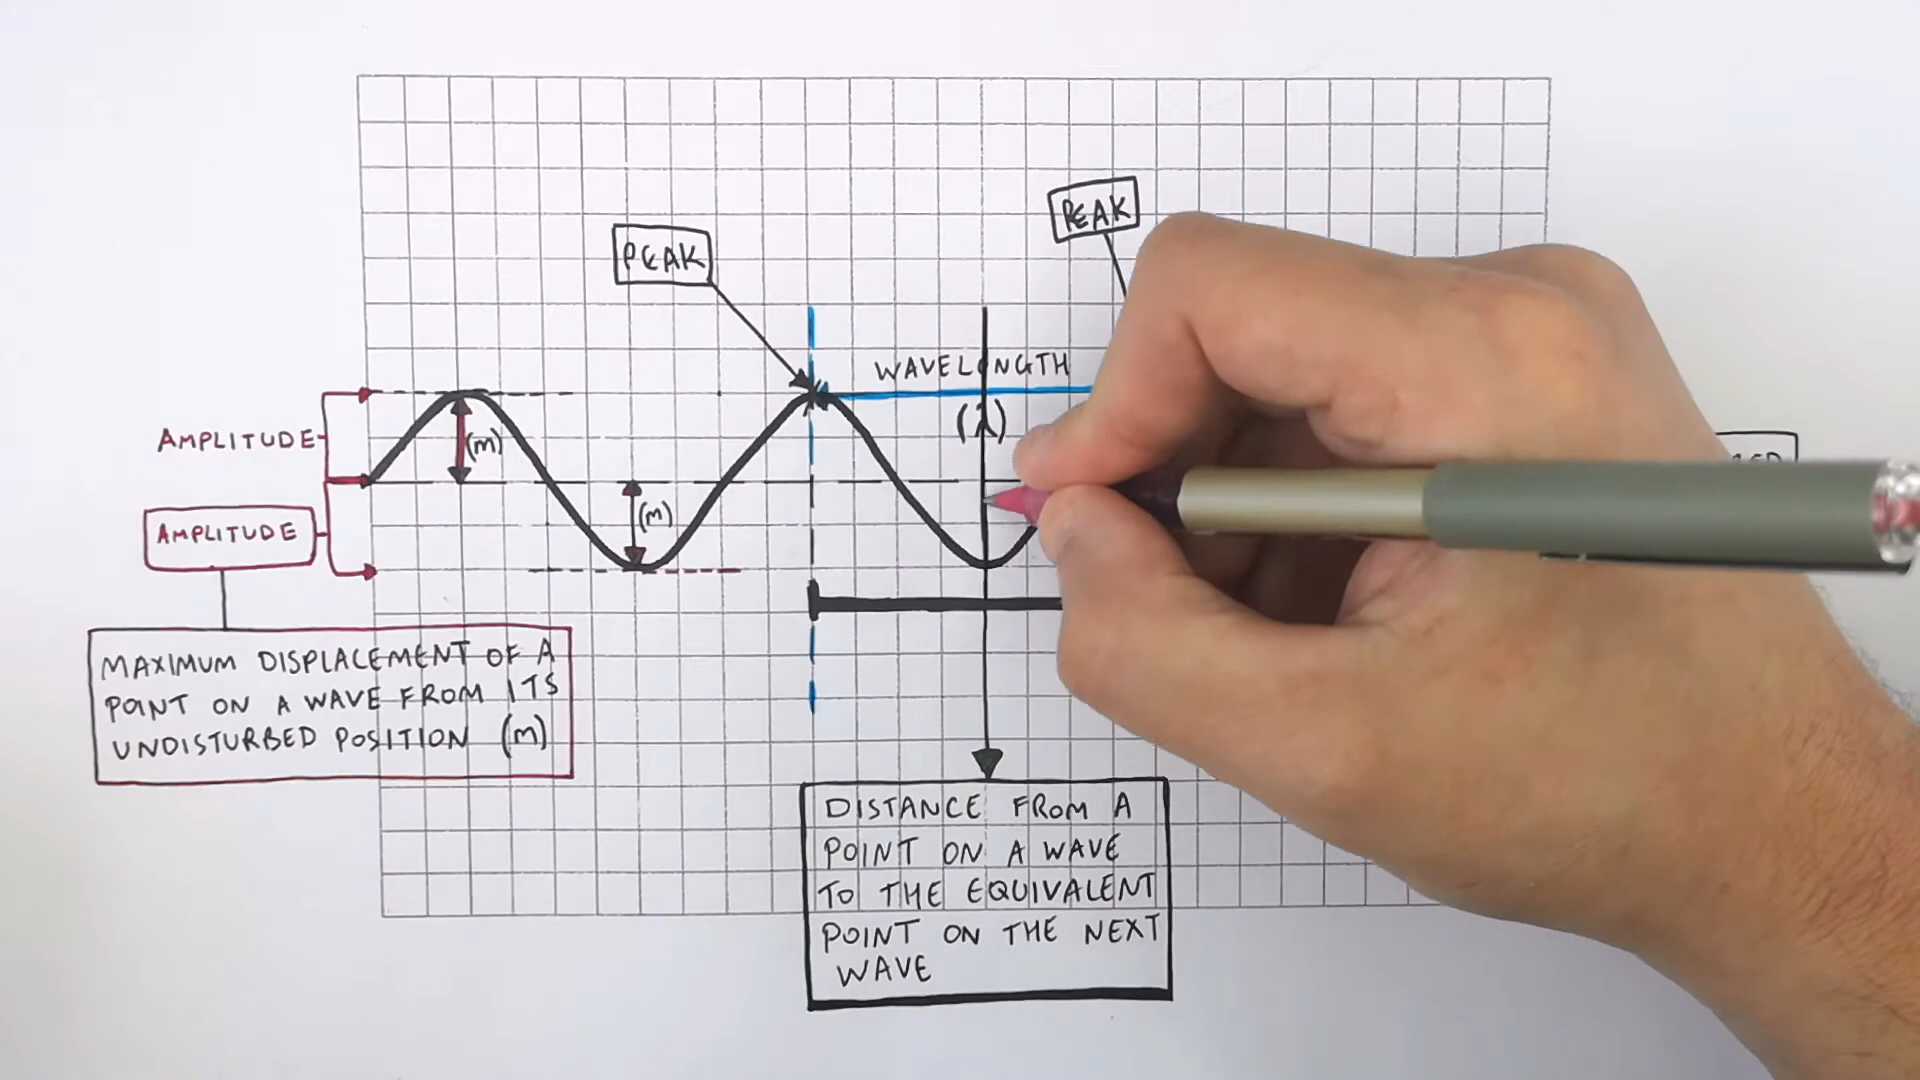 PEAK
PEAK
WAVELENGTH
(λ)
AMPLITUDE
(m)
(m)
AMPLITUDE
MAXIMUM DISPLACEMENT OF A
POINT ON A WAVE FROM ITS
UNDISTURBED POSITION (m)
DISTANCE FROM A
POINT ON A WAVE
TO THE EQUIVALENT
POINT ON THE NEXT
WAVE